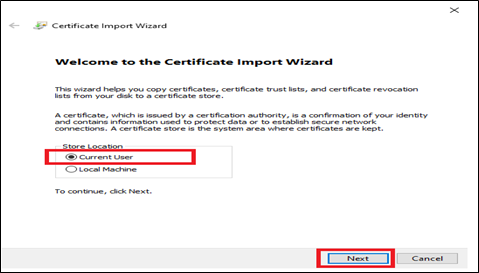 Certificate Import Wizard
Welcome to the Certificate Import Wizard
This wizard helps you copy certificates, certificate trust lists, and certificate revocation
lists from your disk to a certificate store.
A certificate, which is issued by a certification authority, is a confirmation of your identity
and contains information used to protect data or to establish secure network
connections. A certificate store is the system area where certificates are kept.
Store Location
Current User
Local Machine
To continue, click Next.
Next
Cancel